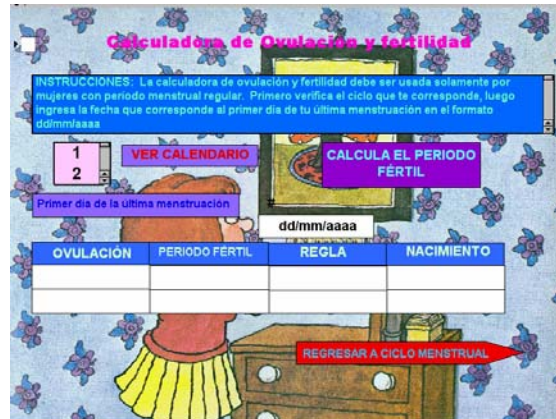 Calculadora de Ovulación y fertilidad
INSTRUCCIONES: La calculadora de ovulación y fertilidad debe ser usada solamente por
mujeres con periodo menstrual regular. Primero verifica el ciclo que te corresponde, luego
ingresa la fecha que corresponde al primer día de tu última menstruación en el formato
dd/mm/aaaa
1
2
VER CALENDARIO
CALCULA EL PERIODO
FÉRTIL
Primer día de la última menstruación
#
dd/mm/aaaa
OVULACIÓN PERIODO FÉRTIL REGLA NACIMIENTO
REGRESAR A CICLO MENSTRUAL